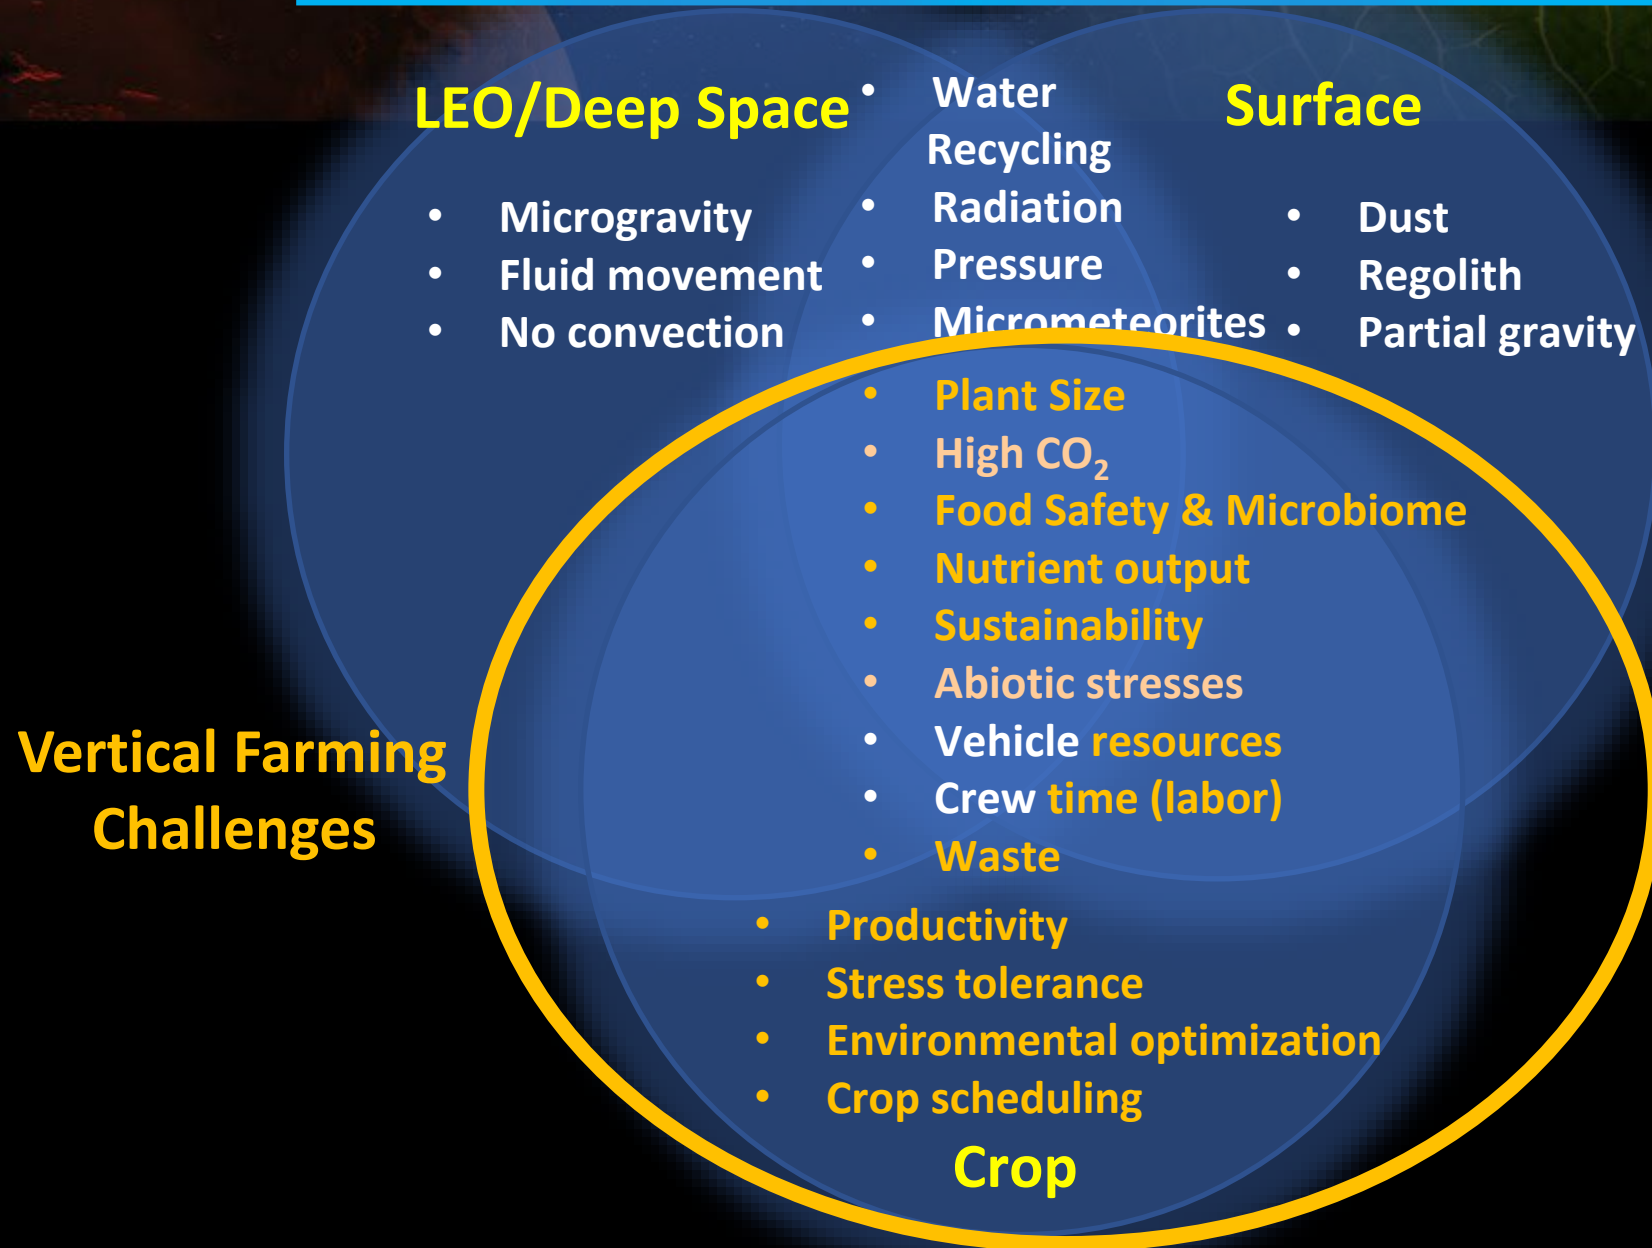 LEO/Deep Space
• Microgravity
• Fluid movement
• No convection
• Water
Recycling
• Radiation
• Pressure
• Micrometeorites
Surface
• Dust
• Regolith
• Partial gravity
• Plant Size
• High CO₂
• Food Safety & Microbiome
• Nutrient output
• Sustainability
• Abiotic stresses
• Vehicle resources
• Crew time (labor)
• Waste
Vertical Farming
Challenges
• Productivity
• Stress tolerance
• Environmental optimization
• Crop scheduling
Crop